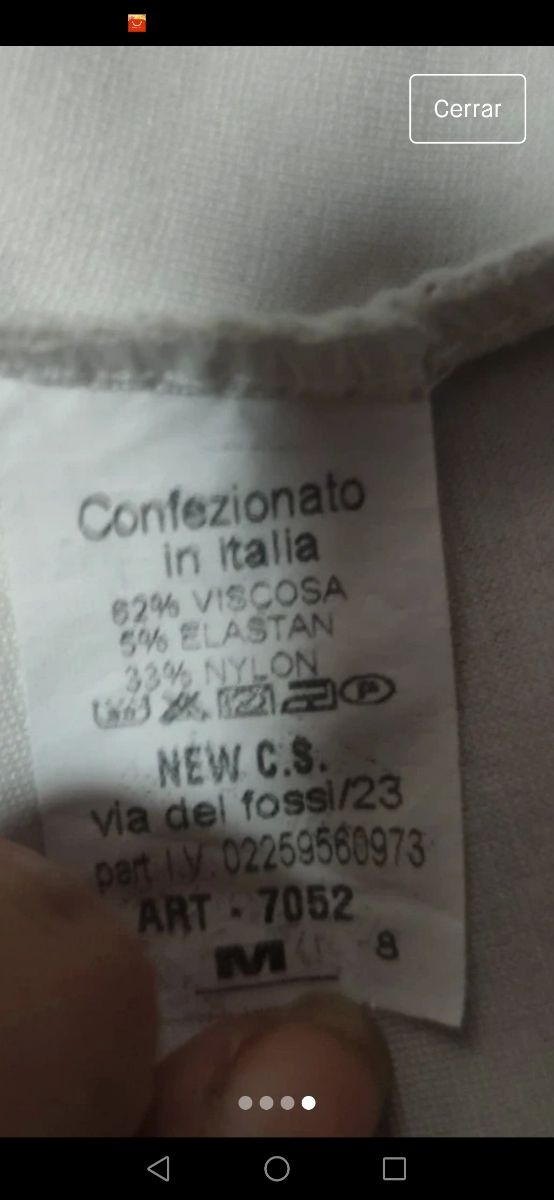 Cerrar
Confezionato
in Italia
62% VISCOSA
5% ELASTAN
33% NYLON
P
NEW C.S.
via dei fossi/23
part I.V. 02259560973
ART - 7052
M
8